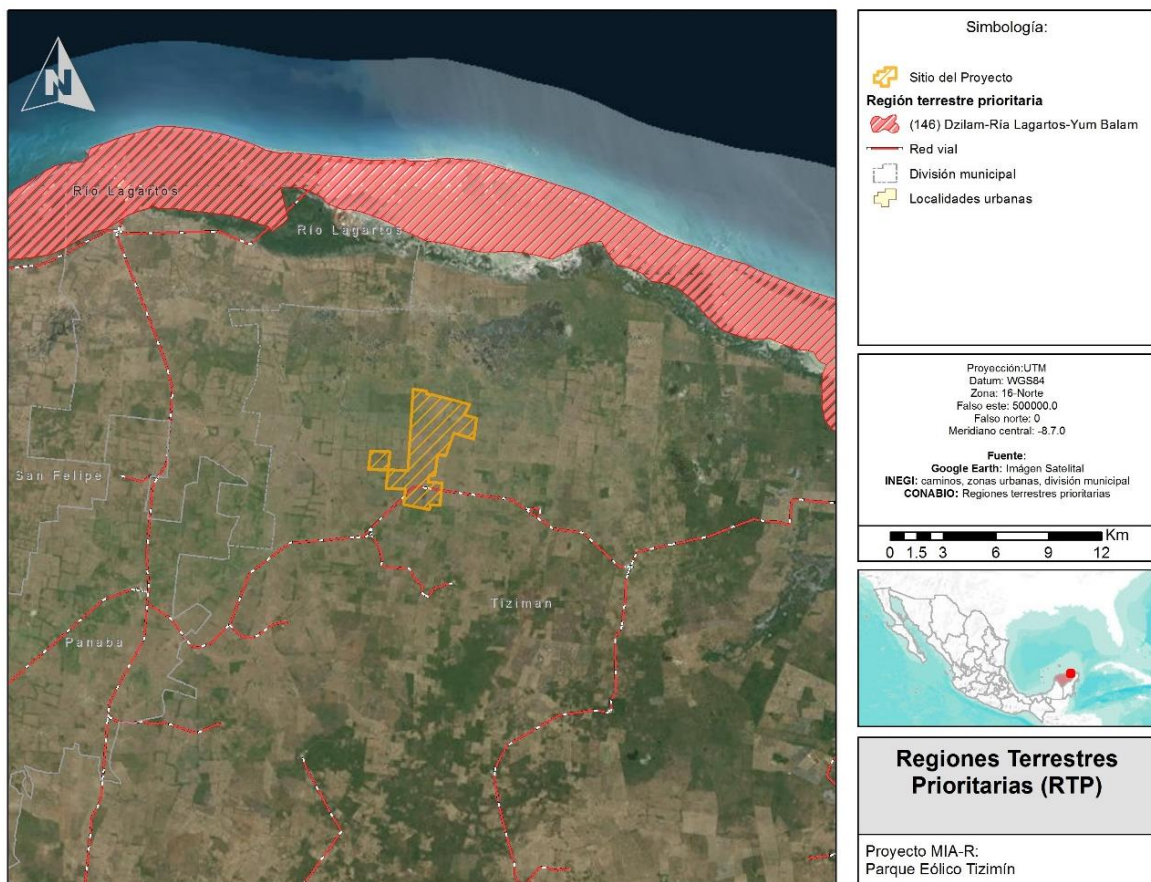 N
Río Lagartos
Río Lagartos
San Felipe
Panaba
Tizimán
Simbología:
Sitio del Proyecto
Región terrestre prioritaria
(146) Dzilam-Ría Lagartos-Yum Balam
Red vial
División municipal
Localidades urbanas
Proyección:UTM
Datum: WGS84
Zona: 16-Norte
Falso este: 500000.0
Falso norte: 0
Meridiano central: -8.7.0
Fuente:
Google Earth: Imágen Satelital
INEGI: caminos, zonas urbanas, división municipal
CONABIO: Regiones terrestres prioritarias
Km
0 1.5 3 6 9 12
Regiones Terrestres
Prioritarias (RTP)
Proyecto MIA-R:
Parque Eólico Tizimín